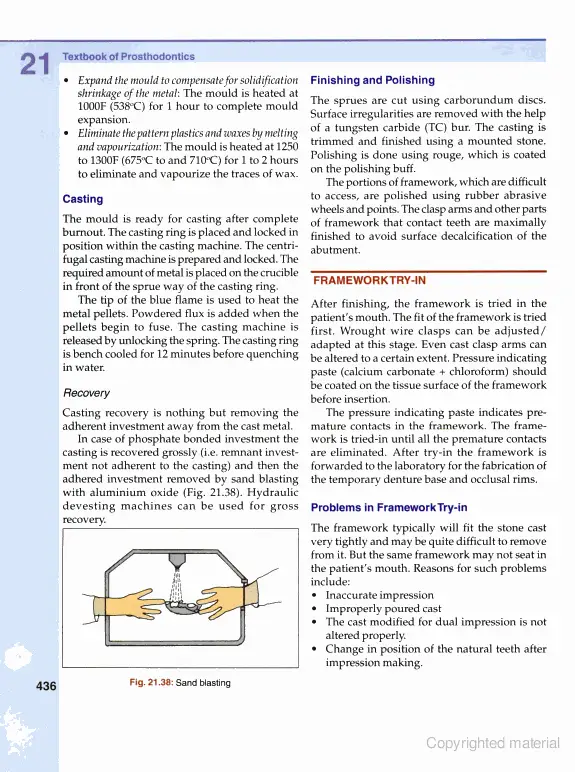 21
Textbook of Prosthodontics
• Expand the mould to compensate for solidification
shrinkage of the metal: The mould is heated at
1000F (538°C) for 1 hour to complete mould
expansion.
• Eliminate the pattern plastics and waxes by melting
and vapourization: The mould is heated at 1250
to 1300F (675°C to and 710°C) for 1 to 2 hours
to eliminate and vapourize the traces of wax.
Casting
The mould is ready for casting after complete
burnout. The casting ring is placed and locked in
position within the casting machine. The centri-
fugal casting machine is prepared and locked. The
required amount of metal is placed on the crucible
in front of the sprue way of the casting ring.
The tip of the blue flame is used to heat the
metal pellets. Powdered flux is added when the
pellets begin to fuse. The casting machine is
released by unlocking the spring. The casting ring
is bench cooled for 12 minutes before quenching
in water.
Recovery
Casting recovery is nothing but removing the
adherent investment away from the cast metal.
In case of phosphate bonded investment the
casting is recovered grossly (i.e. remnant invest-
ment not adherent to the casting) and then the
adhered investment removed by sand blasting
with aluminium oxide (Fig. 21.38). Hydraulic
devesting machines can be used for gross
recovery.
Fig. 21.38: Sand blasting
Finishing and Polishing
The sprues are cut using carborundum discs.
Surface irregularities are removed with the help
of a tungsten carbide (TC) bur. The casting is
trimmed and finished using a mounted stone.
Polishing is done using rouge, which is coated
on the polishing buff.
The portions of framework, which are difficult
to access, are polished using rubber abrasive
wheels and points. The clasp arms and other parts
of framework that contact teeth are maximally
finished to avoid surface decalcification of the
abutment.
FRAMEWORK TRY-IN
After finishing, the framework is tried in the
patient's mouth. The fit of the framework is tried
first. Wrought wire clasps can be adjusted/
adapted at this stage. Even cast clasp arms can
be altered to a certain extent. Pressure indicating
paste (calcium carbonate + chloroform) should
be coated on the tissue surface of the framework
before insertion.
The pressure indicating paste indicates pre-
mature contacts in the framework. The frame-
work is tried-in until all the premature contacts
are eliminated. After try-in the framework is
forwarded to the laboratory for the fabrication of
the temporary denture base and occlusal rims.
Problems in Framework Try-in
The framework typically will fit the stone cast
very tightly and may be quite difficult to remove
from it. But the same framework may not seat in
the patient's mouth. Reasons for such problems
include:
• Inaccurate impression
• Improperly poured cast
• The cast modified for dual impression is not
altered properly.
• Change in position of the natural teeth after
impression making.
436
Copyrighted material